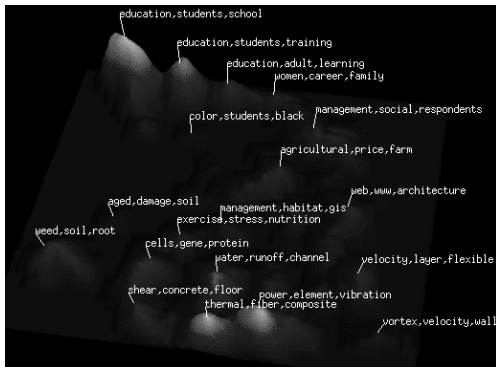 education,students,school
education,students,training
education,adult,learning
women,career,family
management,social,respondents
color,students,black
agricultural,price,farm
web,www,architecture
aged,damage,soil
management,habitat,gis
exercise,stress,nutrition
weed,soil,root
cells,gene,protein
water,runoff,channel
velocity,layer,flexible
shear,concrete,floor
power,element,vibration
thermal,fiber,composite
vortex,velocity,wall